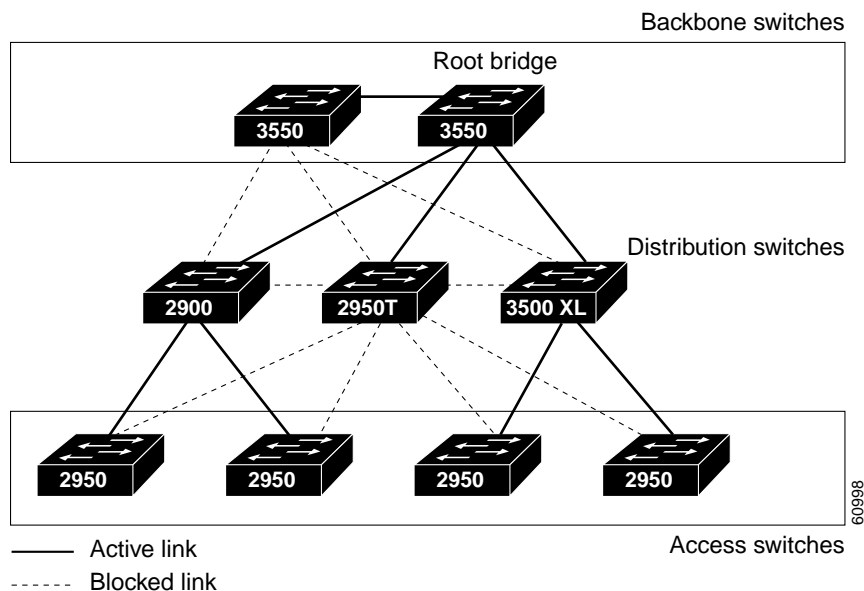 Backbone switches
Root bridge
3550
3550
Distribution switches
2900
2950T
3500 XL
2950
2950
2950
2950
60998
Active link
Access switches
Blocked link